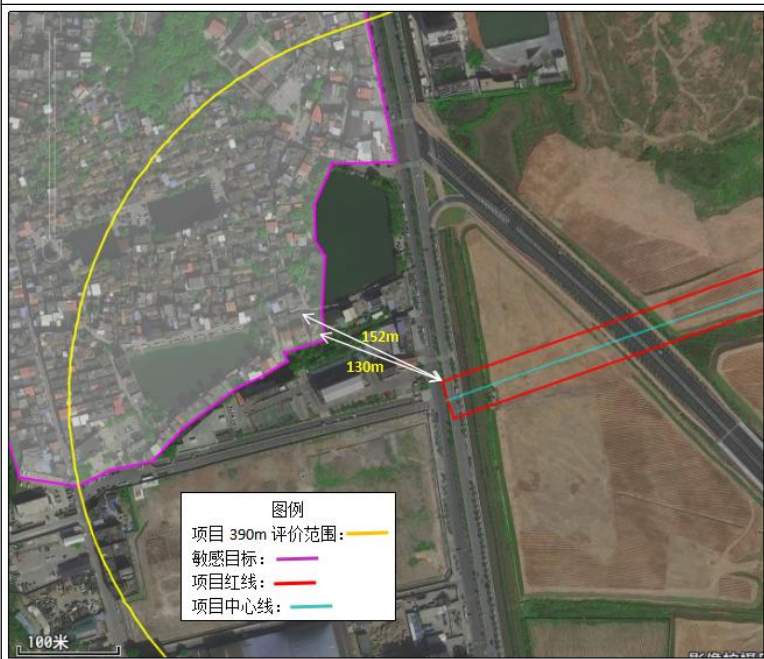 152m
130m
图例
项目 390m 评价范围：
敏感目标：
项目红线：
项目中心线：
100米